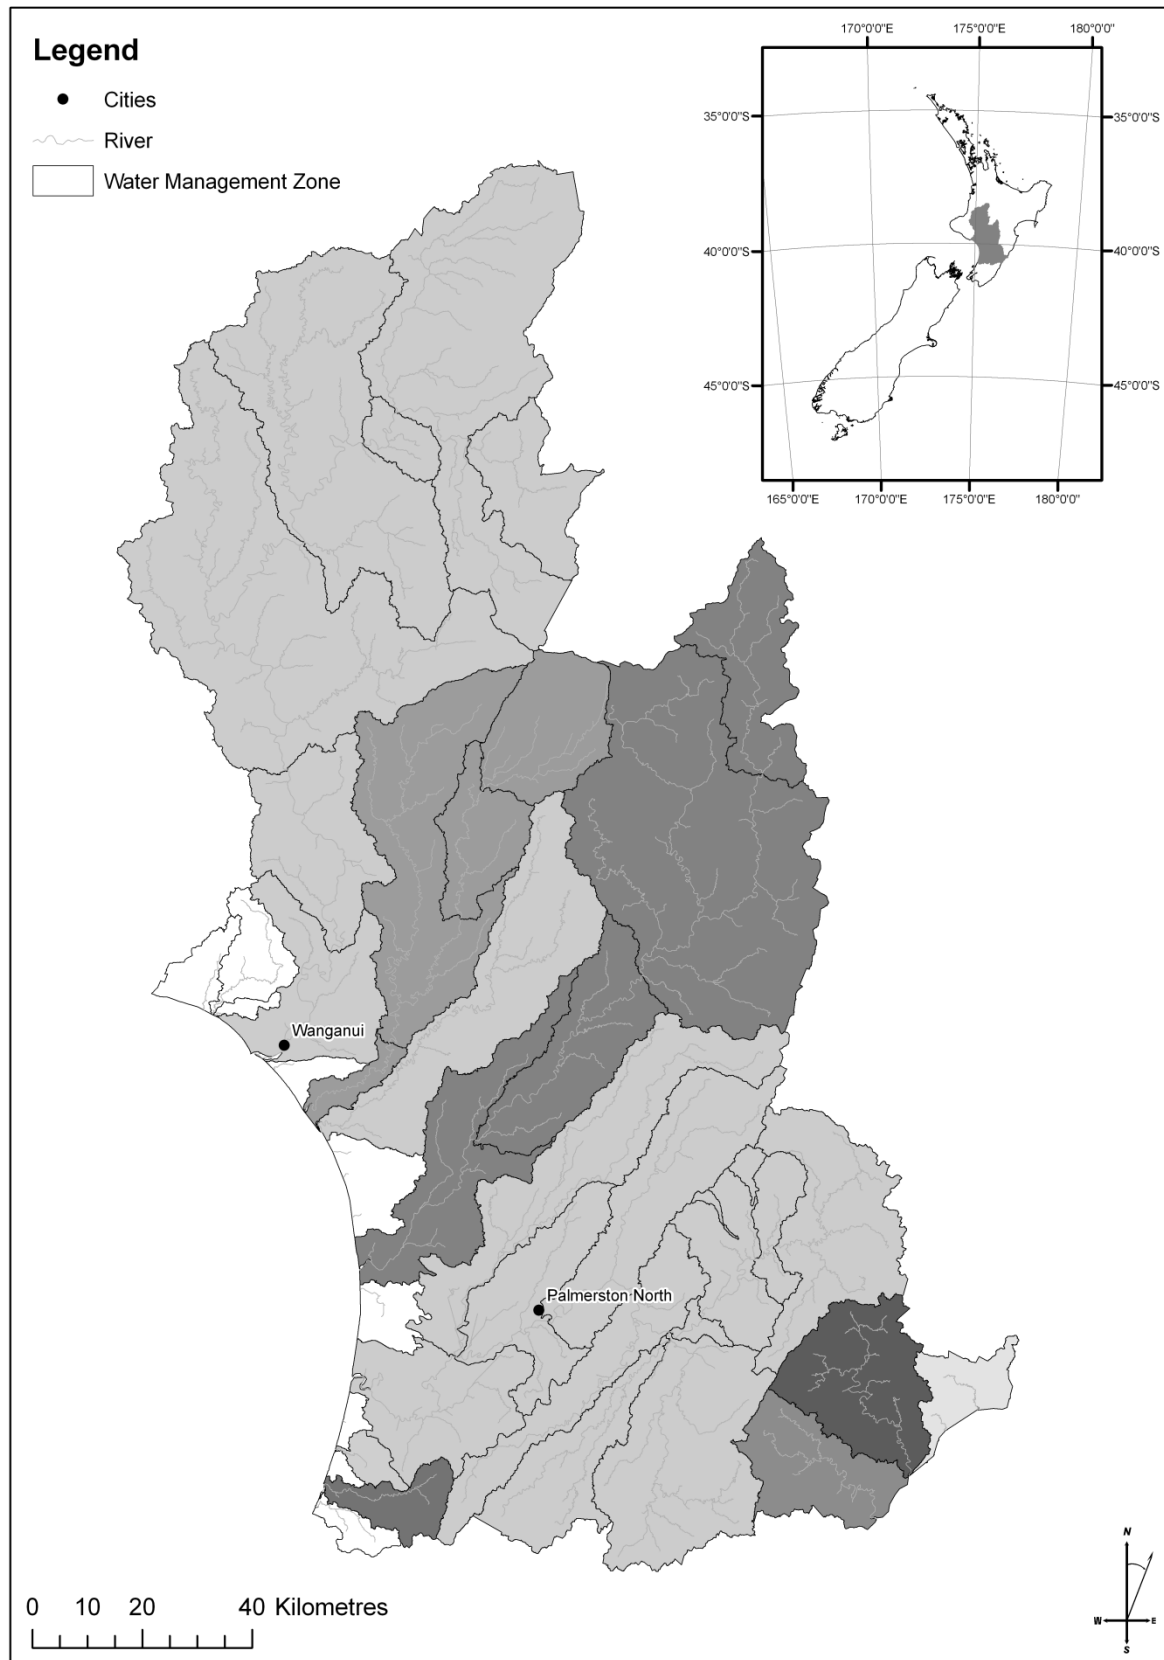 Legend
Cities
River
Water Management Zone
170°0'0"E 175°0'0"E 180°0'0"
35°0'0"S 35°0'0"S
40°0'0"S 40°0'0"S
45°0'0"S 45°0'0"S
165°0'0"E 170°0'0"E 175°0'0"E 180°0'0"
Wanganui
Palmerston North
0 10 20 40 Kilometres
N
W E
S